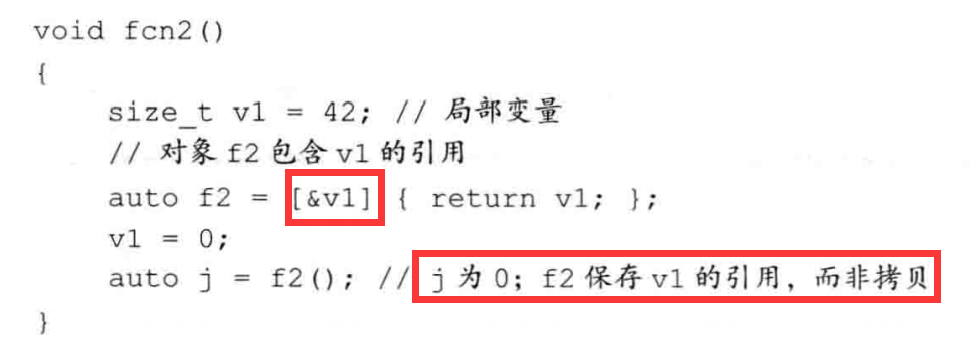 void fcn2()
{
size_t v1 = 42; // 局部变量
// 对象 f2 包含 v1 的引用
auto f2 = [&v1] { return v1; };
v1 = 0;
auto j = f2(); // j 为 0; f2 保存 v1 的引用，而非拷贝
}